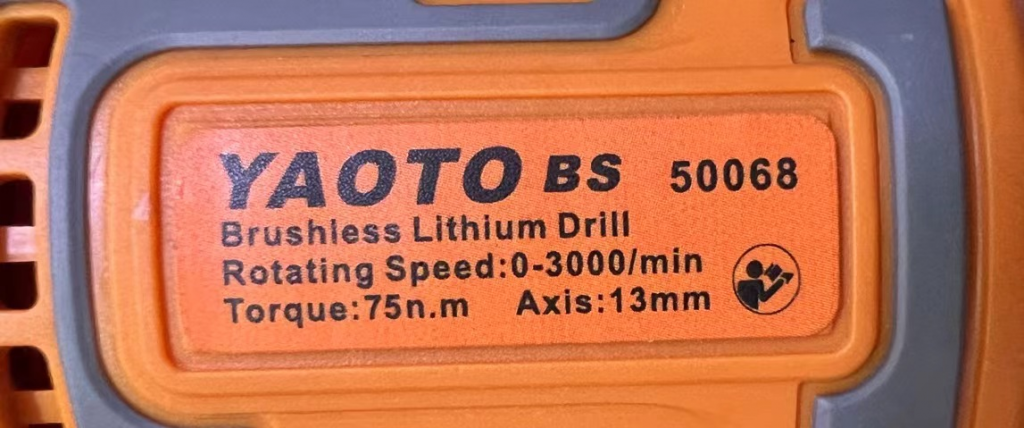 YAOTO BS 50068
Brushless Lithium Drill
Rotating Speed:0-3000/min
Torque:75n.m Axis:13mm